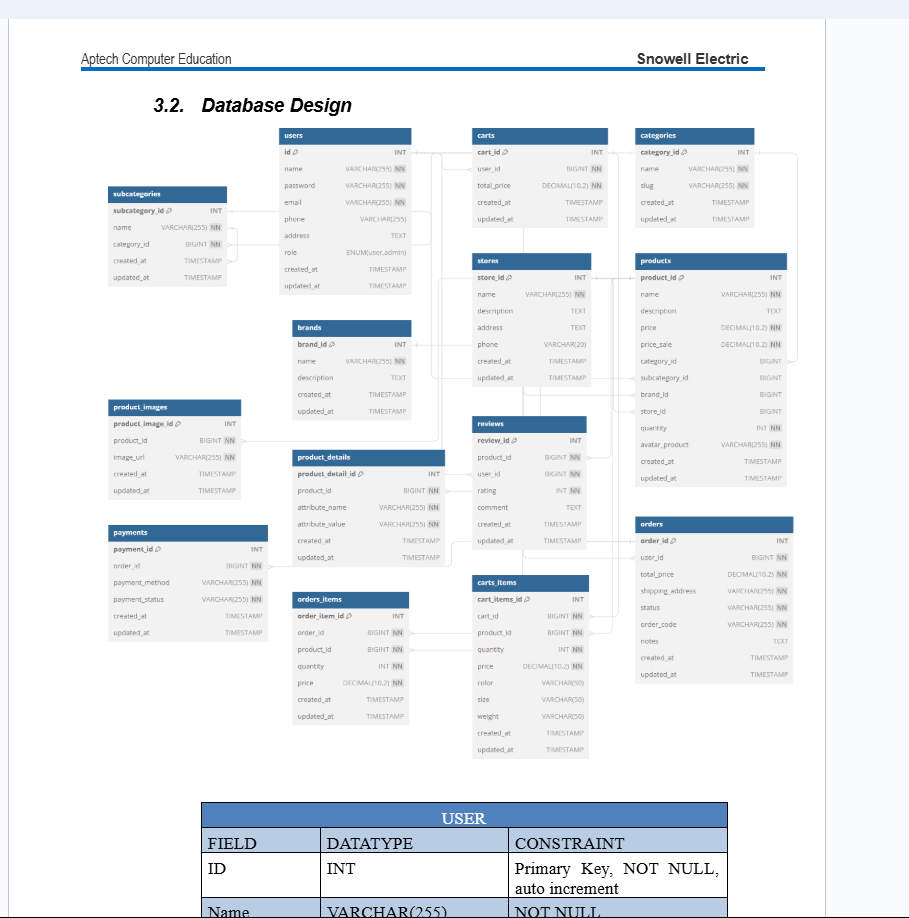 Aptech Computer Education Snowell Electric
3.2. Database Design
users
id INT
name VARCHAR(255) NN
password VARCHAR(255) NN
email VARCHAR(255) NN
phone VARCHAR(255)
address TEXT
role ENUM(user,admin)
created_at TIMESTAMP
updated_at TIMESTAMP
carts
cart_id INT
user_id BIGINT NN
total_price DECIMAL(10,2) NN
created_at TIMESTAMP
updated_at TIMESTAMP
categories
category_id INT
name VARCHAR(255) NN
slug VARCHAR(255) NN
created_at TIMESTAMP
updated_at TIMESTAMP
subcategories
subcategory_id INT
name VARCHAR(255) NN
category_id BIGINT NN
created_at TIMESTAMP
updated_at TIMESTAMP
stores
store_id INT
name VARCHAR(255) NN
description TEXT
address TEXT
phone VARCHAR(20)
created_at TIMESTAMP
updated_at TIMESTAMP
products
product_id INT
name VARCHAR(255) NN
description TEXT
price DECIMAL(10,2) NN
price_sale DECIMAL(10,2) NN
category_id BIGINT
subcategory_id BIGINT
brand_id BIGINT
store_id BIGINT
quantity INT NN
avatar_product VARCHAR(255) NN
created_at TIMESTAMP
updated_at TIMESTAMP
brands
brand_id INT
name VARCHAR(255) NN
description TEXT
created_at TIMESTAMP
updated_at TIMESTAMP
product_images
product_image_id INT
product_id BIGINT NN
image_url VARCHAR(255) NN
created_at TIMESTAMP
updated_at TIMESTAMP
product_details
product_detail_id INT
product_id BIGINT NN
attribute_name VARCHAR(255) NN
attribute_value VARCHAR(255) NN
created_at TIMESTAMP
updated_at TIMESTAMP
reviews
review_id INT
product_id BIGINT NN
user_id BIGINT NN
rating INT NN
comment TEXT
created_at TIMESTAMP
updated_at TIMESTAMP
payments
payment_id INT
order_id BIGINT NN
payment_method VARCHAR(255) NN
payment_status VARCHAR(255) NN
created_at TIMESTAMP
updated_at TIMESTAMP
orders
order_id INT
user_id BIGINT NN
total_price DECIMAL(10,2) NN
shipping_address VARCHAR(255) NN
status VARCHAR(255) NN
order_code VARCHAR(255) NN
notes TEXT
created_at TIMESTAMP
updated_at TIMESTAMP
orders_items
order_item_id INT
order_id BIGINT NN
product_id BIGINT NN
quantity INT NN
price DECIMAL(10,2) NN
created_at TIMESTAMP
updated_at TIMESTAMP
carts_items
cart_items_id INT
cart_id BIGINT NN
product_id BIGINT NN
quantity INT NN
price DECIMAL(10,2) NN
color VARCHAR(50)
size VARCHAR(50)
weight VARCHAR(50)
created_at TIMESTAMP
updated_at TIMESTAMP
USER
FIELD DATATYPE CONSTRAINT
ID INT Primary Key, NOT NULL,
auto increment
Name VARCHAR(255) NOT NULL